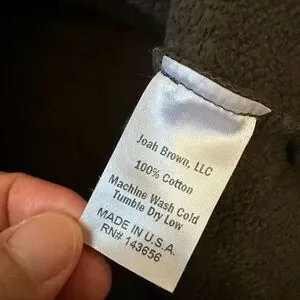 Joah Brown, LLC
100% Cotton
Machine Wash Cold
Tumble Dry Low
MADE IN U.S.A.
RN# 143656